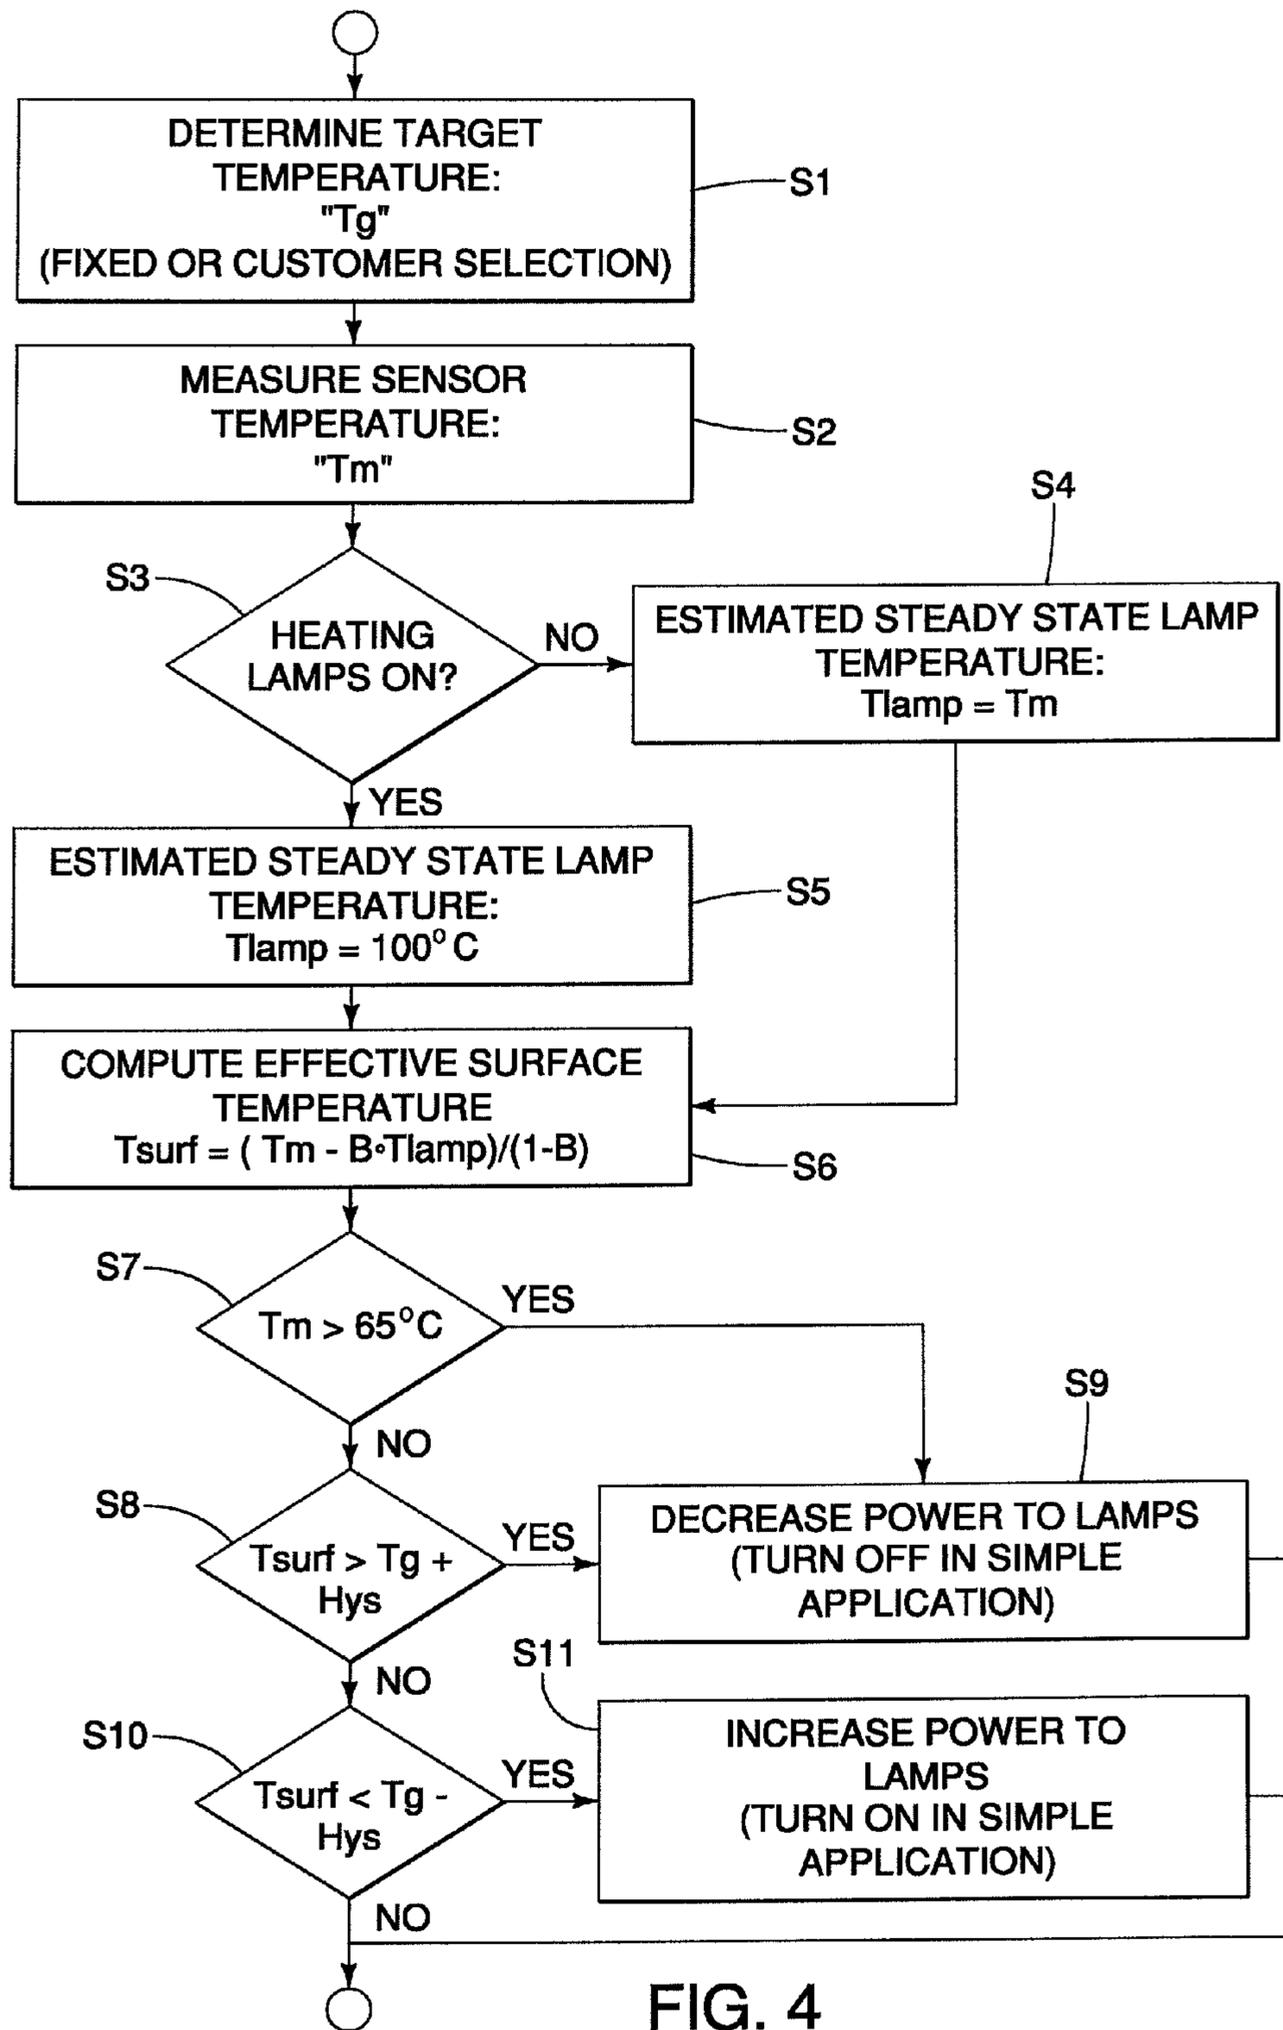 DETERMINE TARGET
TEMPERATURE:
"Tg"
(FIXED OR CUSTOMER SELECTION)
S1
MEASURE SENSOR
TEMPERATURE:
"Tm"
S2
S3
HEATING
LAMPS ON?
NO
S4
ESTIMATED STEADY STATE LAMP
TEMPERATURE:
Tlamp = Tm
YES
ESTIMATED STEADY STATE LAMP
TEMPERATURE:
Tlamp = 100° C
S5
COMPUTE EFFECTIVE SURFACE
TEMPERATURE
Tsurf = ( Tm - B∘Tlamp)/(1-B)
S6
S7
Tm > 65°C
YES
NO
S8
Tsurf > Tg +
Hys
YES
S9
DECREASE POWER TO LAMPS
(TURN OFF IN SIMPLE
APPLICATION)
NO
S10
Tsurf < Tg -
Hys
YES
S11
INCREASE POWER TO
LAMPS
(TURN ON IN SIMPLE
APPLICATION)
NO
FIG. 4